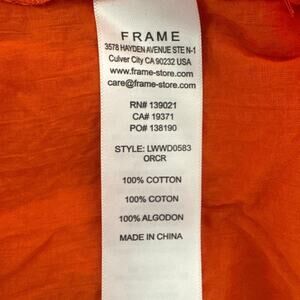 FRAME
3578 HAYDEN AVENUE STE N-1
Culver City CA 90232 USA
www.frame-store.com
care@frame-store.com
RN# 139021
CA# 19371
PO# 138190
STYLE: LWWD0583
ORCR
100% COTTON
100% COTON
100% ALGODON
MADE IN CHINA